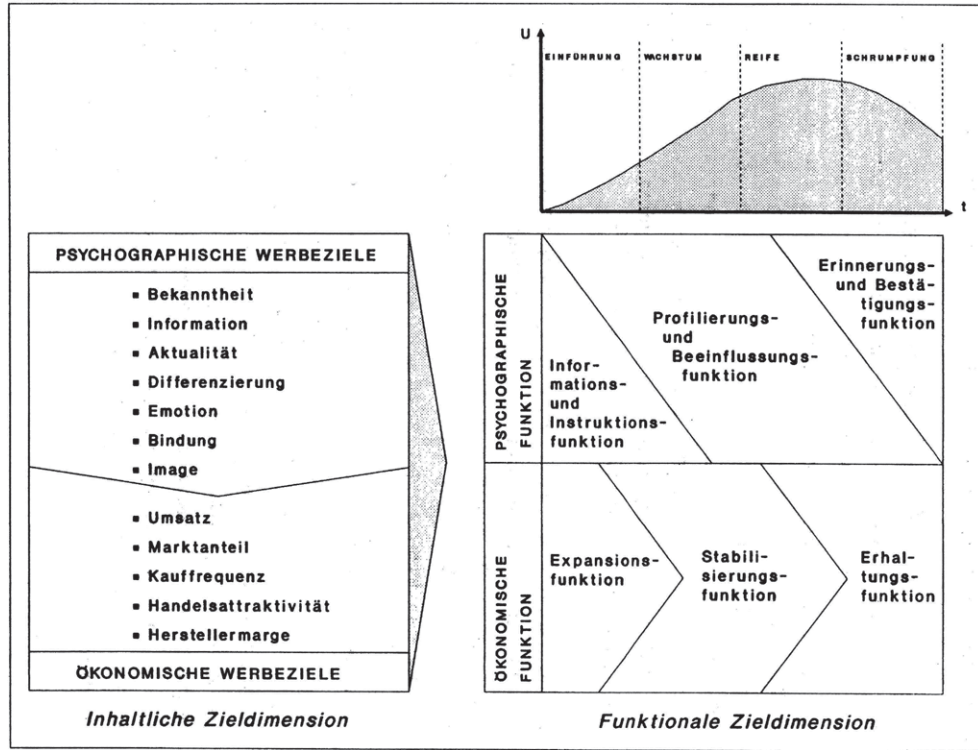 U
EINFÜHRUNG
WACHSTUM
REIFE
SCHRUMPFUNG
t
PSYCHOGRAPHISCHE WERBEZIELE
▪ Bekanntheit
▪ Information
▪ Aktualität
▪ Differenzierung
▪ Emotion
▪ Bindung
▪ Image
▪ Umsatz
▪ Marktanteil
▪ Kauffrequenz
▪ Handelsattraktivität
▪ Herstellermarge
ÖKONOMISCHE WERBEZIELE
Inhaltliche Zieldimension
PSYCHOGRAPHISCHE
FUNKTION
Infor-
mations-
und
Instruktions-
funktion
Profilierungs-
und
Beeinflussungs-
funktion
Erinnerungs-
und Bestä-
tigungs-
funktion
ÖKONOMISCHE
FUNKTION
Expansions-
funktion
Stabili-
sierungs-
funktion
Erhal-
tungs-
funktion
Funktionale Zieldimension